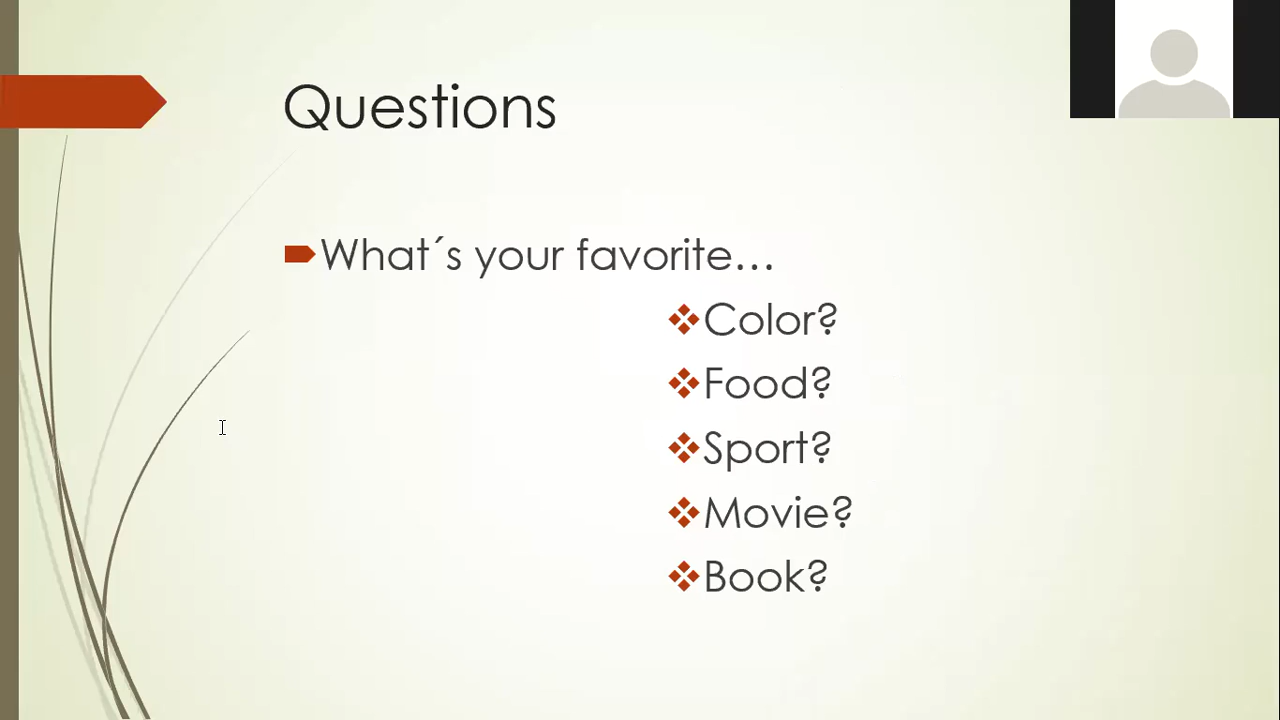 Questions
What´s your favorite…
Color?
Food?
Sport?
Movie?
Book?